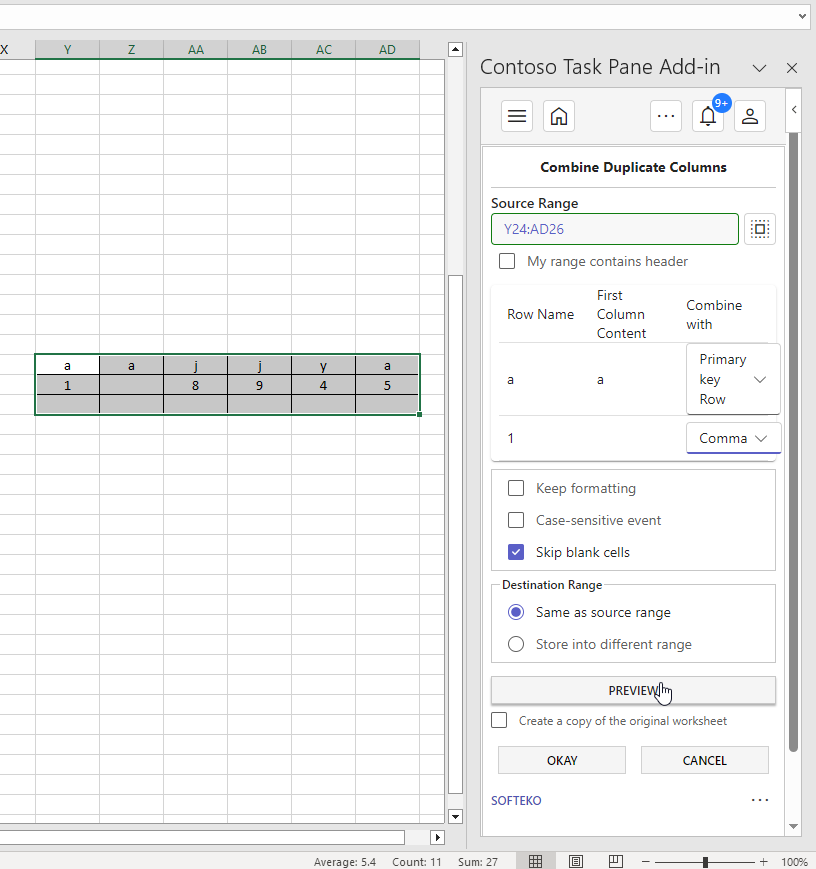 X Y Z AA AB AC AD
a a j j y a
1 8 9 4 5
Contoso Task Pane Add-in
9+
Combine Duplicate Columns
Source Range
Y24:AD26
My range contains header
Row Name
First
Column
Content
Combine
with
a
a
Primary
key
Row
1
Comma
Keep formatting
Case-sensitive event
Skip blank cells
Destination Range
Same as source range
Store into different range
PREVIEW
Create a copy of the original worksheet
OKAY
CANCEL
SOFTEKO
Average: 5.4 Count: 11 Sum: 27
100%